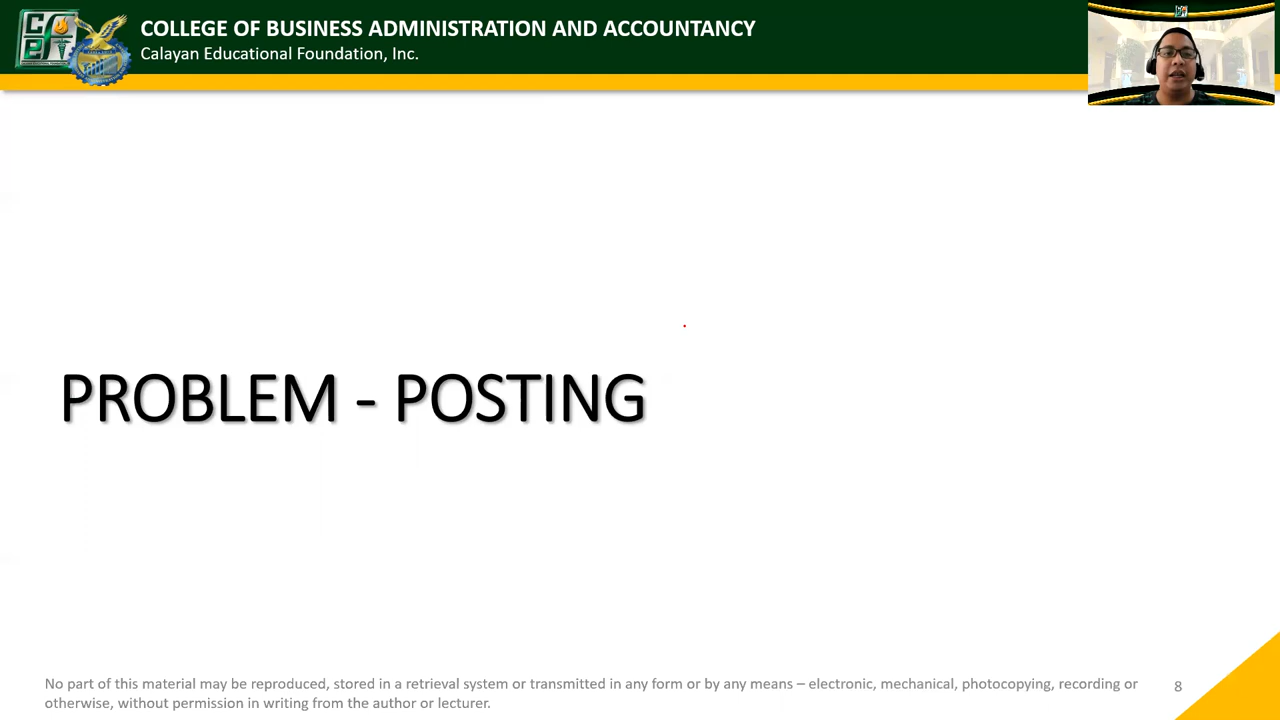 COLLEGE OF BUSINESS ADMINISTRATION AND ACCOUNTANCY
Calayan Educational Foundation, Inc.
PROBLEM - POSTING
No part of this material may be reproduced, stored in a retrieval system or transmitted in any form or by any means – electronic, mechanical, photocopying, recording or
otherwise, without permission in writing from the author or lecturer.
8